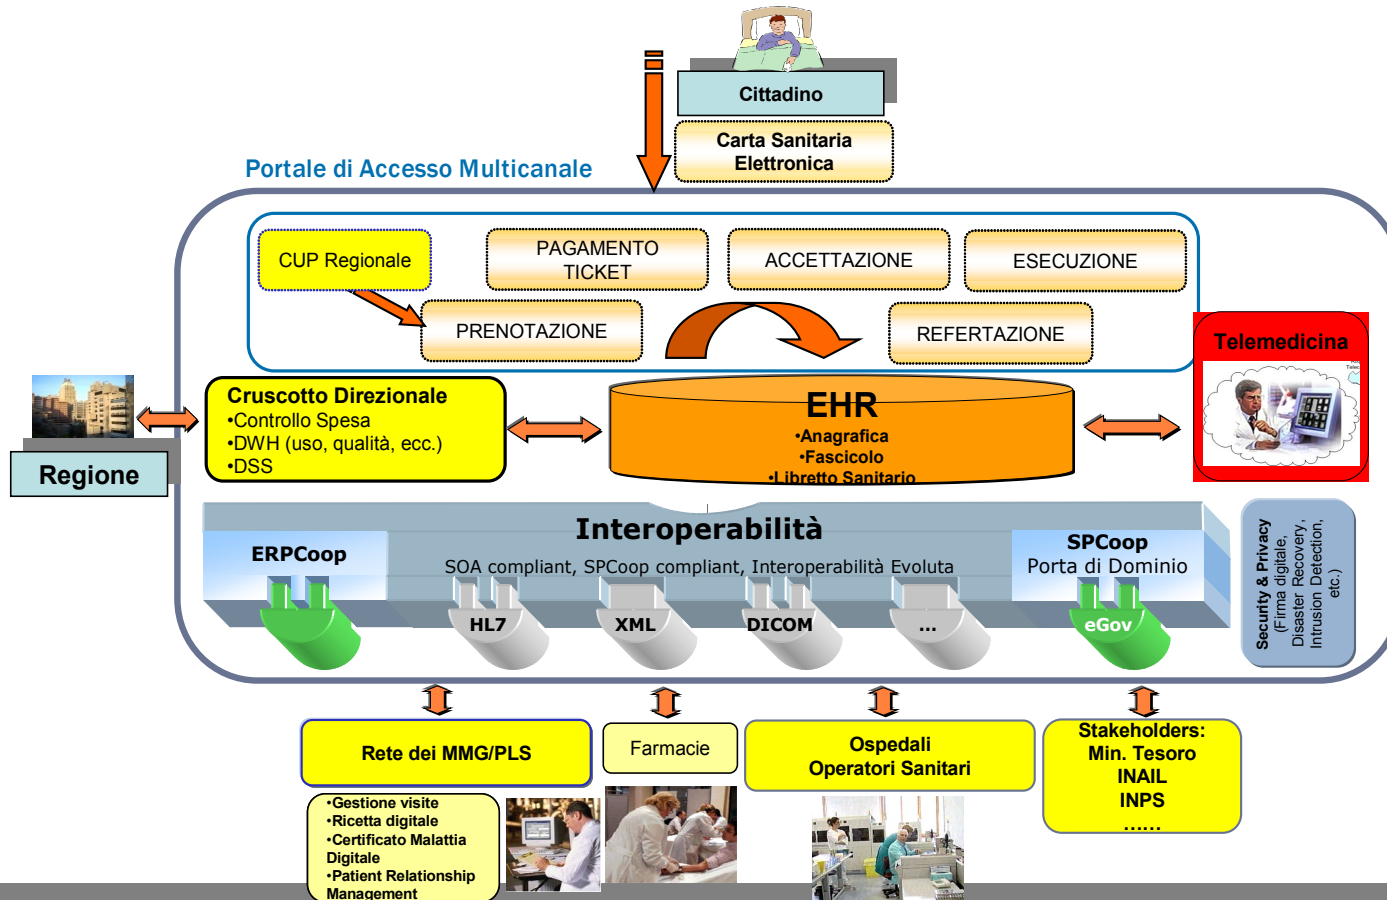 Cittadino
Carta Sanitaria
Elettronica
Portale di Accesso Multicanale
CUP Regionale
PAGAMENTO
TICKET
ACCETTAZIONE
ESECUZIONE
PRENOTAZIONE
REFERTAZIONE
Telemedicina
Cruscotto Direzionale
•Controllo Spesa
•DWH (uso, qualità, ecc.)
•DSS
EHR
•Anagrafica
•Fascicolo
•Libretto Sanitario
Regione
Interoperabilità
ERPCoop
SOA compliant, SPCoop compliant, Interoperabilità Evoluta
SPCoop
Porta di Dominio
HL7
XML
DICOM
...
eGov
Security & Privacy
(Firma digitale,
Disaster Recovery,
Intrusion Detection,
etc.)
Rete dei MMG/PLS
Farmacie
Ospedali
Operatori Sanitari
Stakeholders:
Min. Tesoro
INAIL
INPS
......
•Gestione visite
•Ricetta digitale
•Certificato Malattia
Digitale
•Patient Relationship
Management